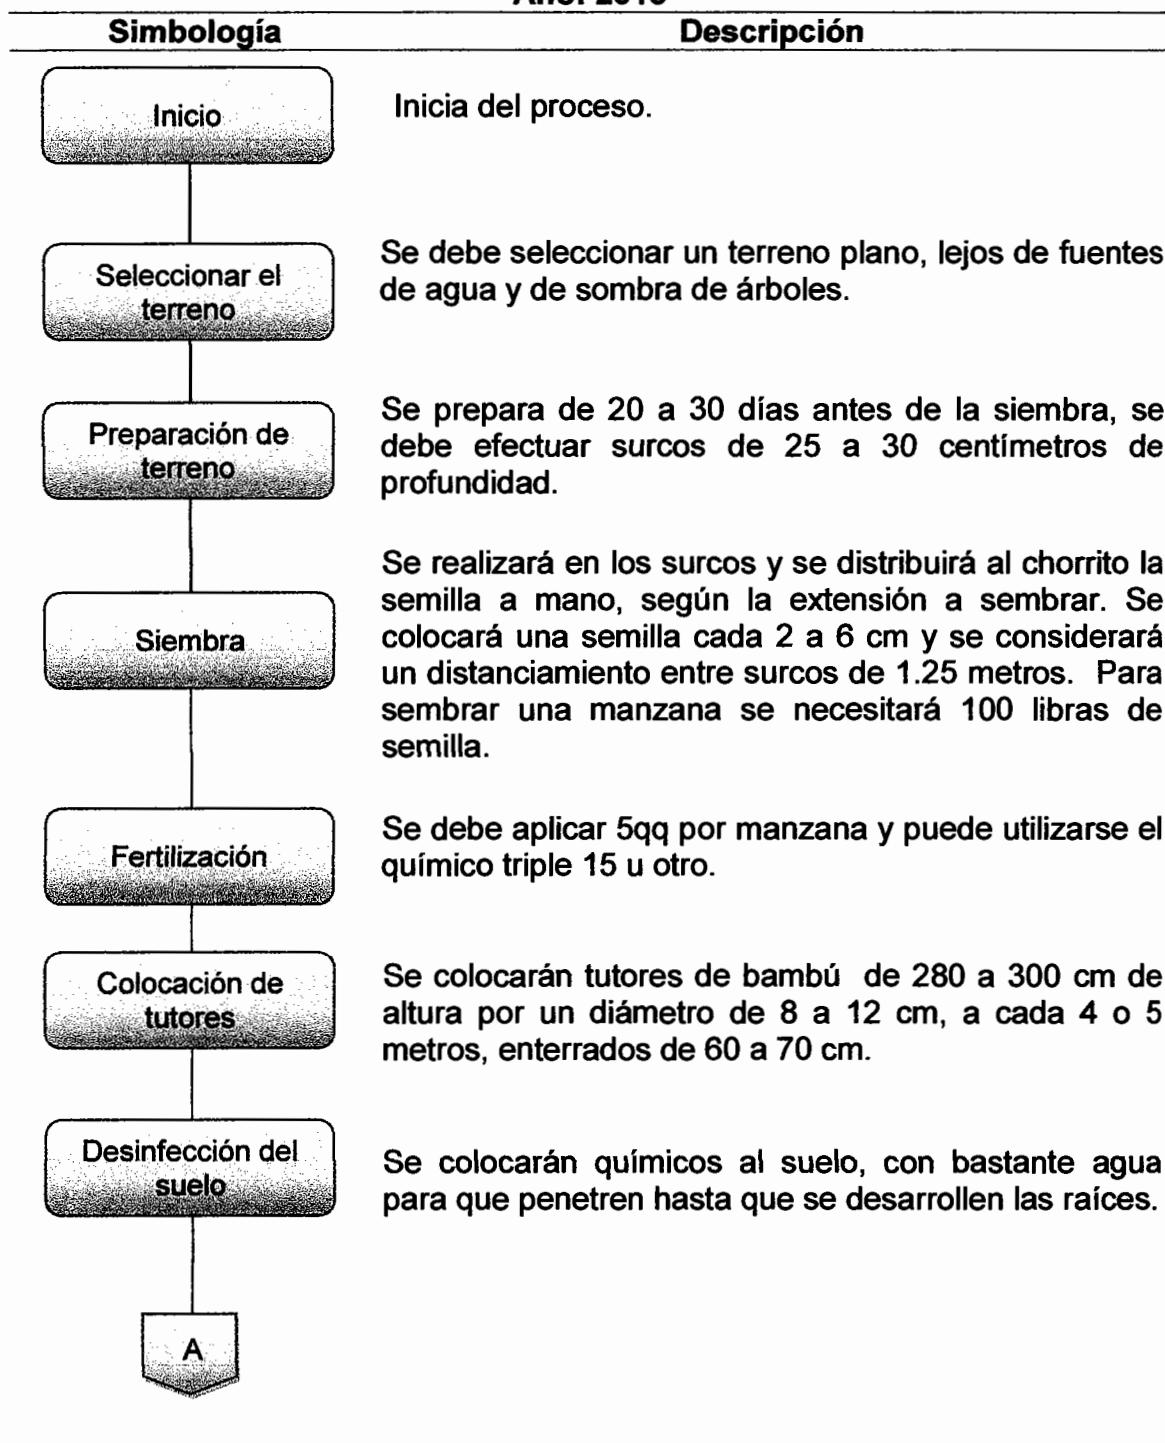 Simbología Descripción
Inicio
Inicia del proceso.
Seleccionar el
terreno
Se debe seleccionar un terreno plano, lejos de fuentes
de agua y de sombra de árboles.
Preparación de
terreno
Se prepara de 20 a 30 días antes de la siembra, se
debe efectuar surcos de 25 a 30 centímetros de
profundidad.
Siembra
Se realizará en los surcos y se distribuirá al chorrito la
semilla a mano, según la extensión a sembrar. Se
colocará una semilla cada 2 a 6 cm y se considerará
un distanciamiento entre surcos de 1.25 metros. Para
sembrar una manzana se necesitará 100 libras de
semilla.
Fertilización
Se debe aplicar 5qq por manzana y puede utilizarse el
químico triple 15 u otro.
Colocación de
tutores
Se colocarán tutores de bambú de 280 a 300 cm de
altura por un diámetro de 8 a 12 cm, a cada 4 o 5
metros, enterrados de 60 a 70 cm.
Desinfección del
suelo
Se colocarán químicos al suelo, con bastante agua
para que penetren hasta que se desarrollen las raíces.
A